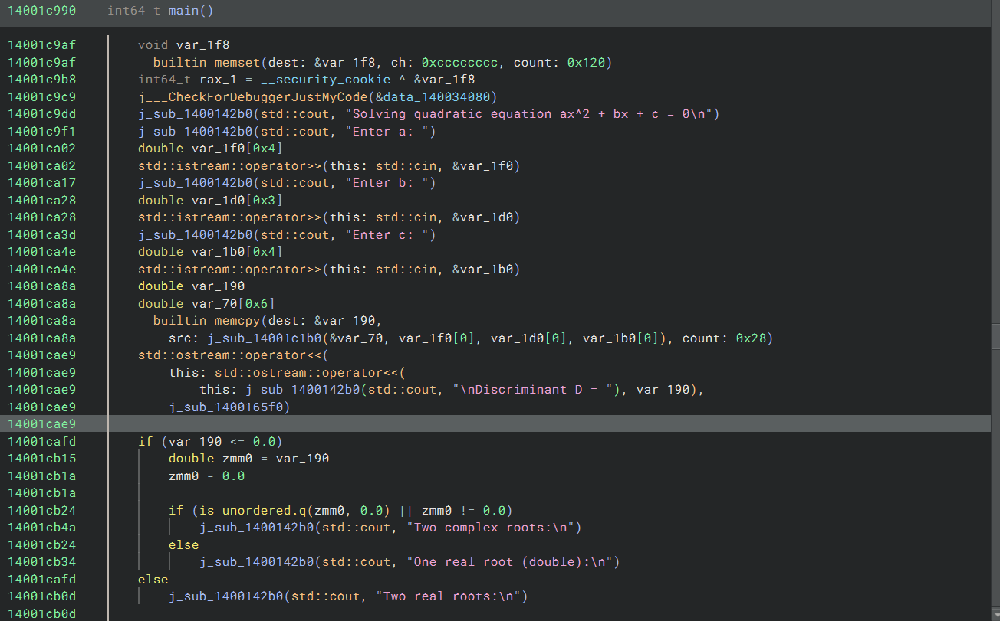 14001c990 int64_t main()
14001c9af void var_1f8
14001c9af __builtin_memset(dest: &var_1f8, ch: 0xcccccccc, count: 0x120)
14001c9b8 int64_t rax_1 = __security_cookie ^ &var_1f8
14001c9c9 j___CheckForDebuggerJustMyCode(&data_140034080)
14001c9dd j_sub_1400142b0(std::cout, "Solving quadratic equation ax^2 + bx + c = 0\n")
14001c9f1 j_sub_1400142b0(std::cout, "Enter a: ")
14001ca02 double var_1f0[0x4]
14001ca02 std::istream::operator>>(this: std::cin, &var_1f0)
14001ca17 j_sub_1400142b0(std::cout, "Enter b: ")
14001ca28 double var_1d0[0x3]
14001ca28 std::istream::operator>>(this: std::cin, &var_1d0)
14001ca3d j_sub_1400142b0(std::cout, "Enter c: ")
14001ca4e double var_1b0[0x4]
14001ca4e std::istream::operator>>(this: std::cin, &var_1b0)
14001ca8a double var_190
14001ca8a double var_70[0x6]
14001ca8a __builtin_memcpy(dest: &var_190,
14001ca8a src: j_sub_14001c1b0(&var_70, var_1f0[0], var_1d0[0], var_1b0[0]), count: 0x28)
14001cae9 std::ostream::operator<<(
14001cae9 this: std::ostream::operator<<(
14001cae9 this: j_sub_1400142b0(std::cout, "\nDiscriminant D = "), var_190),
14001cae9 j_sub_1400165f0)
14001cae9
14001cafd if (var_190 <= 0.0)
14001cb15 double zmm0 = var_190
14001cb1a zmm0 - 0.0
14001cb1a
14001cb24 if (is_unordered.q(zmm0, 0.0) || zmm0 != 0.0)
14001cb4a j_sub_1400142b0(std::cout, "Two complex roots:\n")
14001cb24 else
14001cb34 j_sub_1400142b0(std::cout, "One real root (double):\n")
14001cafd else
14001cb0d j_sub_1400142b0(std::cout, "Two real roots:\n")
14001cb0d